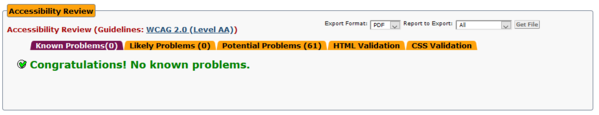 Accessibility Review
Export Format: PDF Report to Export: All Get File
Accessibility Review (Guidelines: WCAG 2.0 (Level AA))
Known Problems(0) Likely Problems (0) Potential Problems (61) HTML Validation CSS Validation
Congratulations! No known problems.